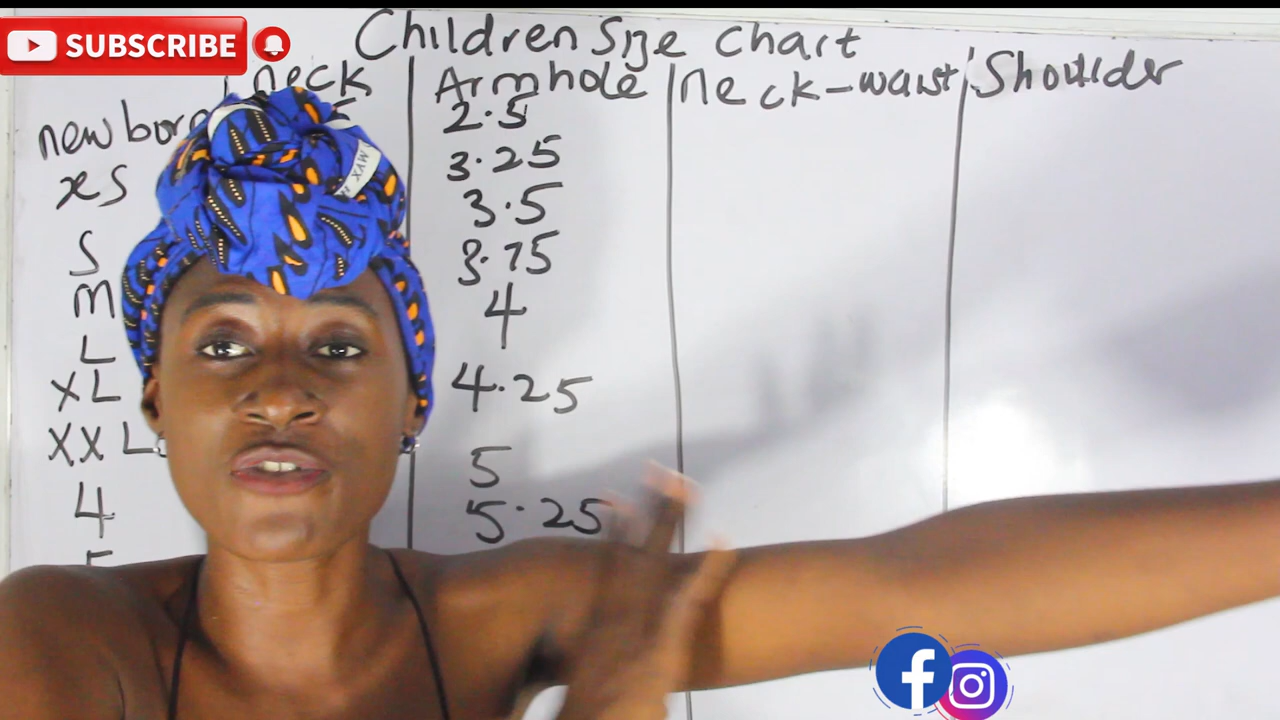 SUBSCRIBE
Children Size Chart
neck Armhole neck-waist Shoulder
new born 2.5
xS 3.25
3.5
S 3.75
m 4
L
XL 4.25
XXL 5
4 5.25